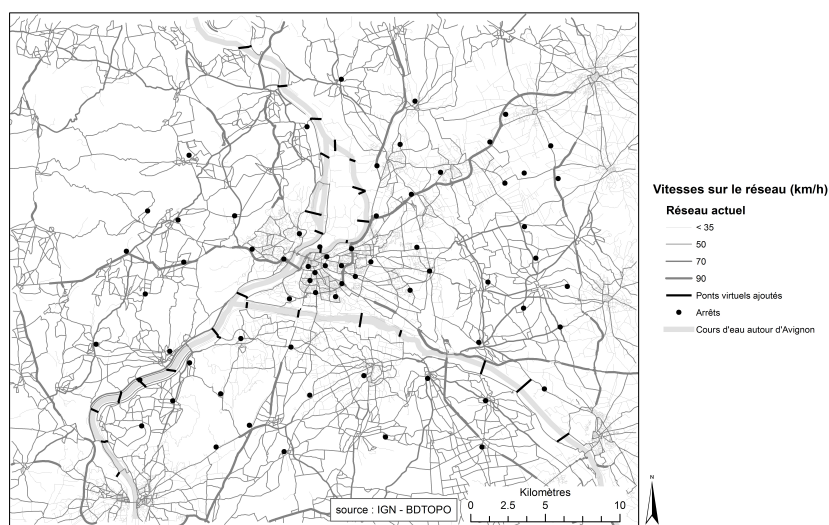 Vitesses sur le réseau (km/h)
Réseau actuel
< 35
50
70
90
Ponts virtuels ajoutés
Arrêts
Cours d'eau autour d'Avignon
N
Kilomètres
0 2.5 5 10
source : IGN - BDTOPO